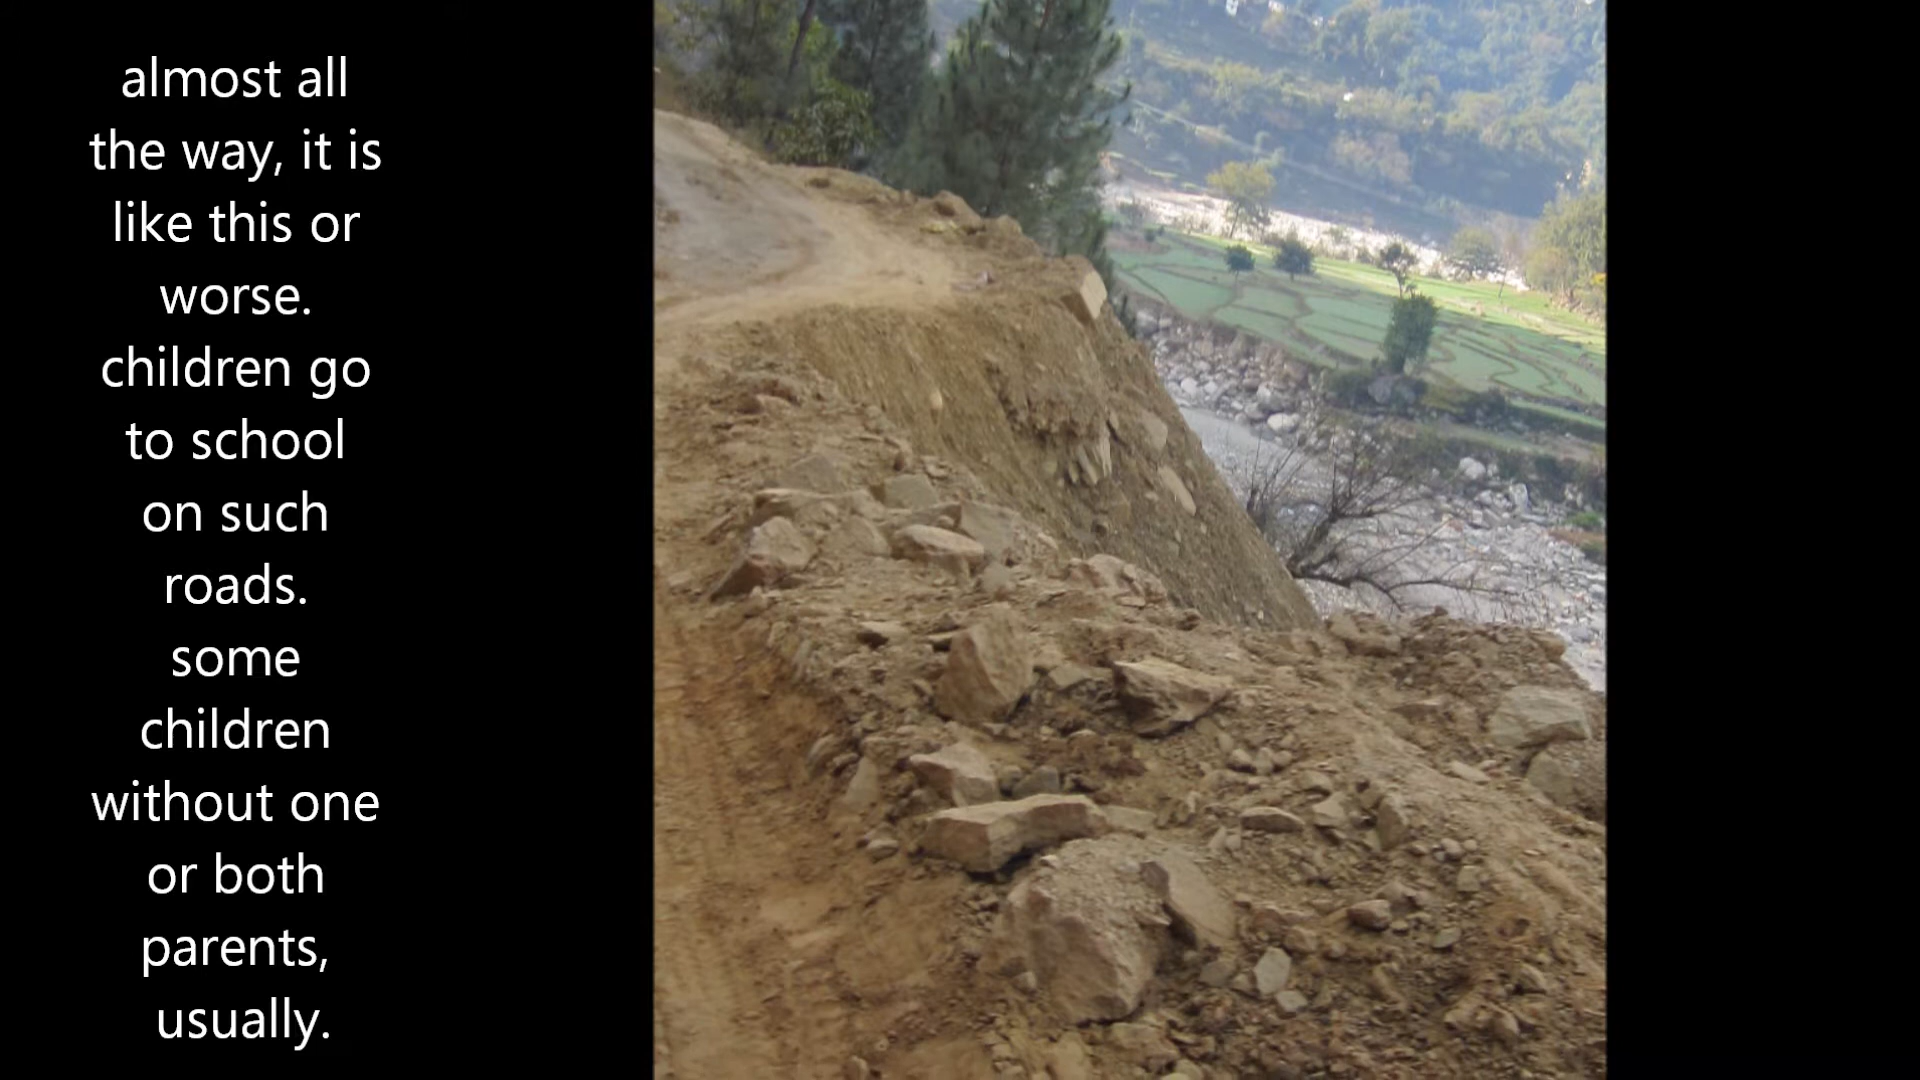 almost all
the way, it is
like this or
worse.
children go
to school
on such
roads.
some
children
without one
or both
parents,
usually.